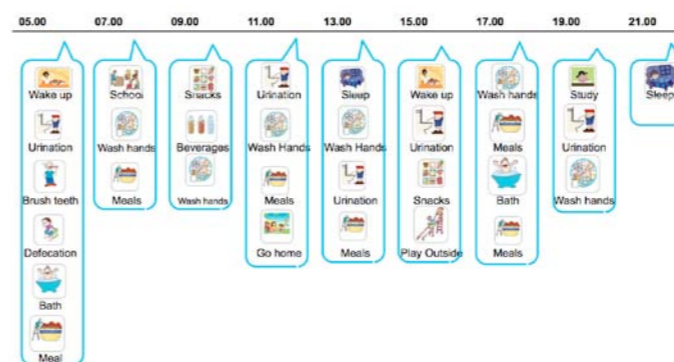 05.00 07.00 09.00 11.00 13.00 15.00 17.00 19.00 21.00
Wake up
Urination
Brush teeth
Defecation
Bath
Meal
School
Wash hands
Meals
Snacks
Beverages
Wash hands
Urination
Wash Hands
Meals
Go home
Sleep
Wash Hands
Urination
Meals
Wake up
Urination
Snacks
Play Outside
Wash hands
Meals
Bath
Meals
Study
Urination
Wash hands
Sleep